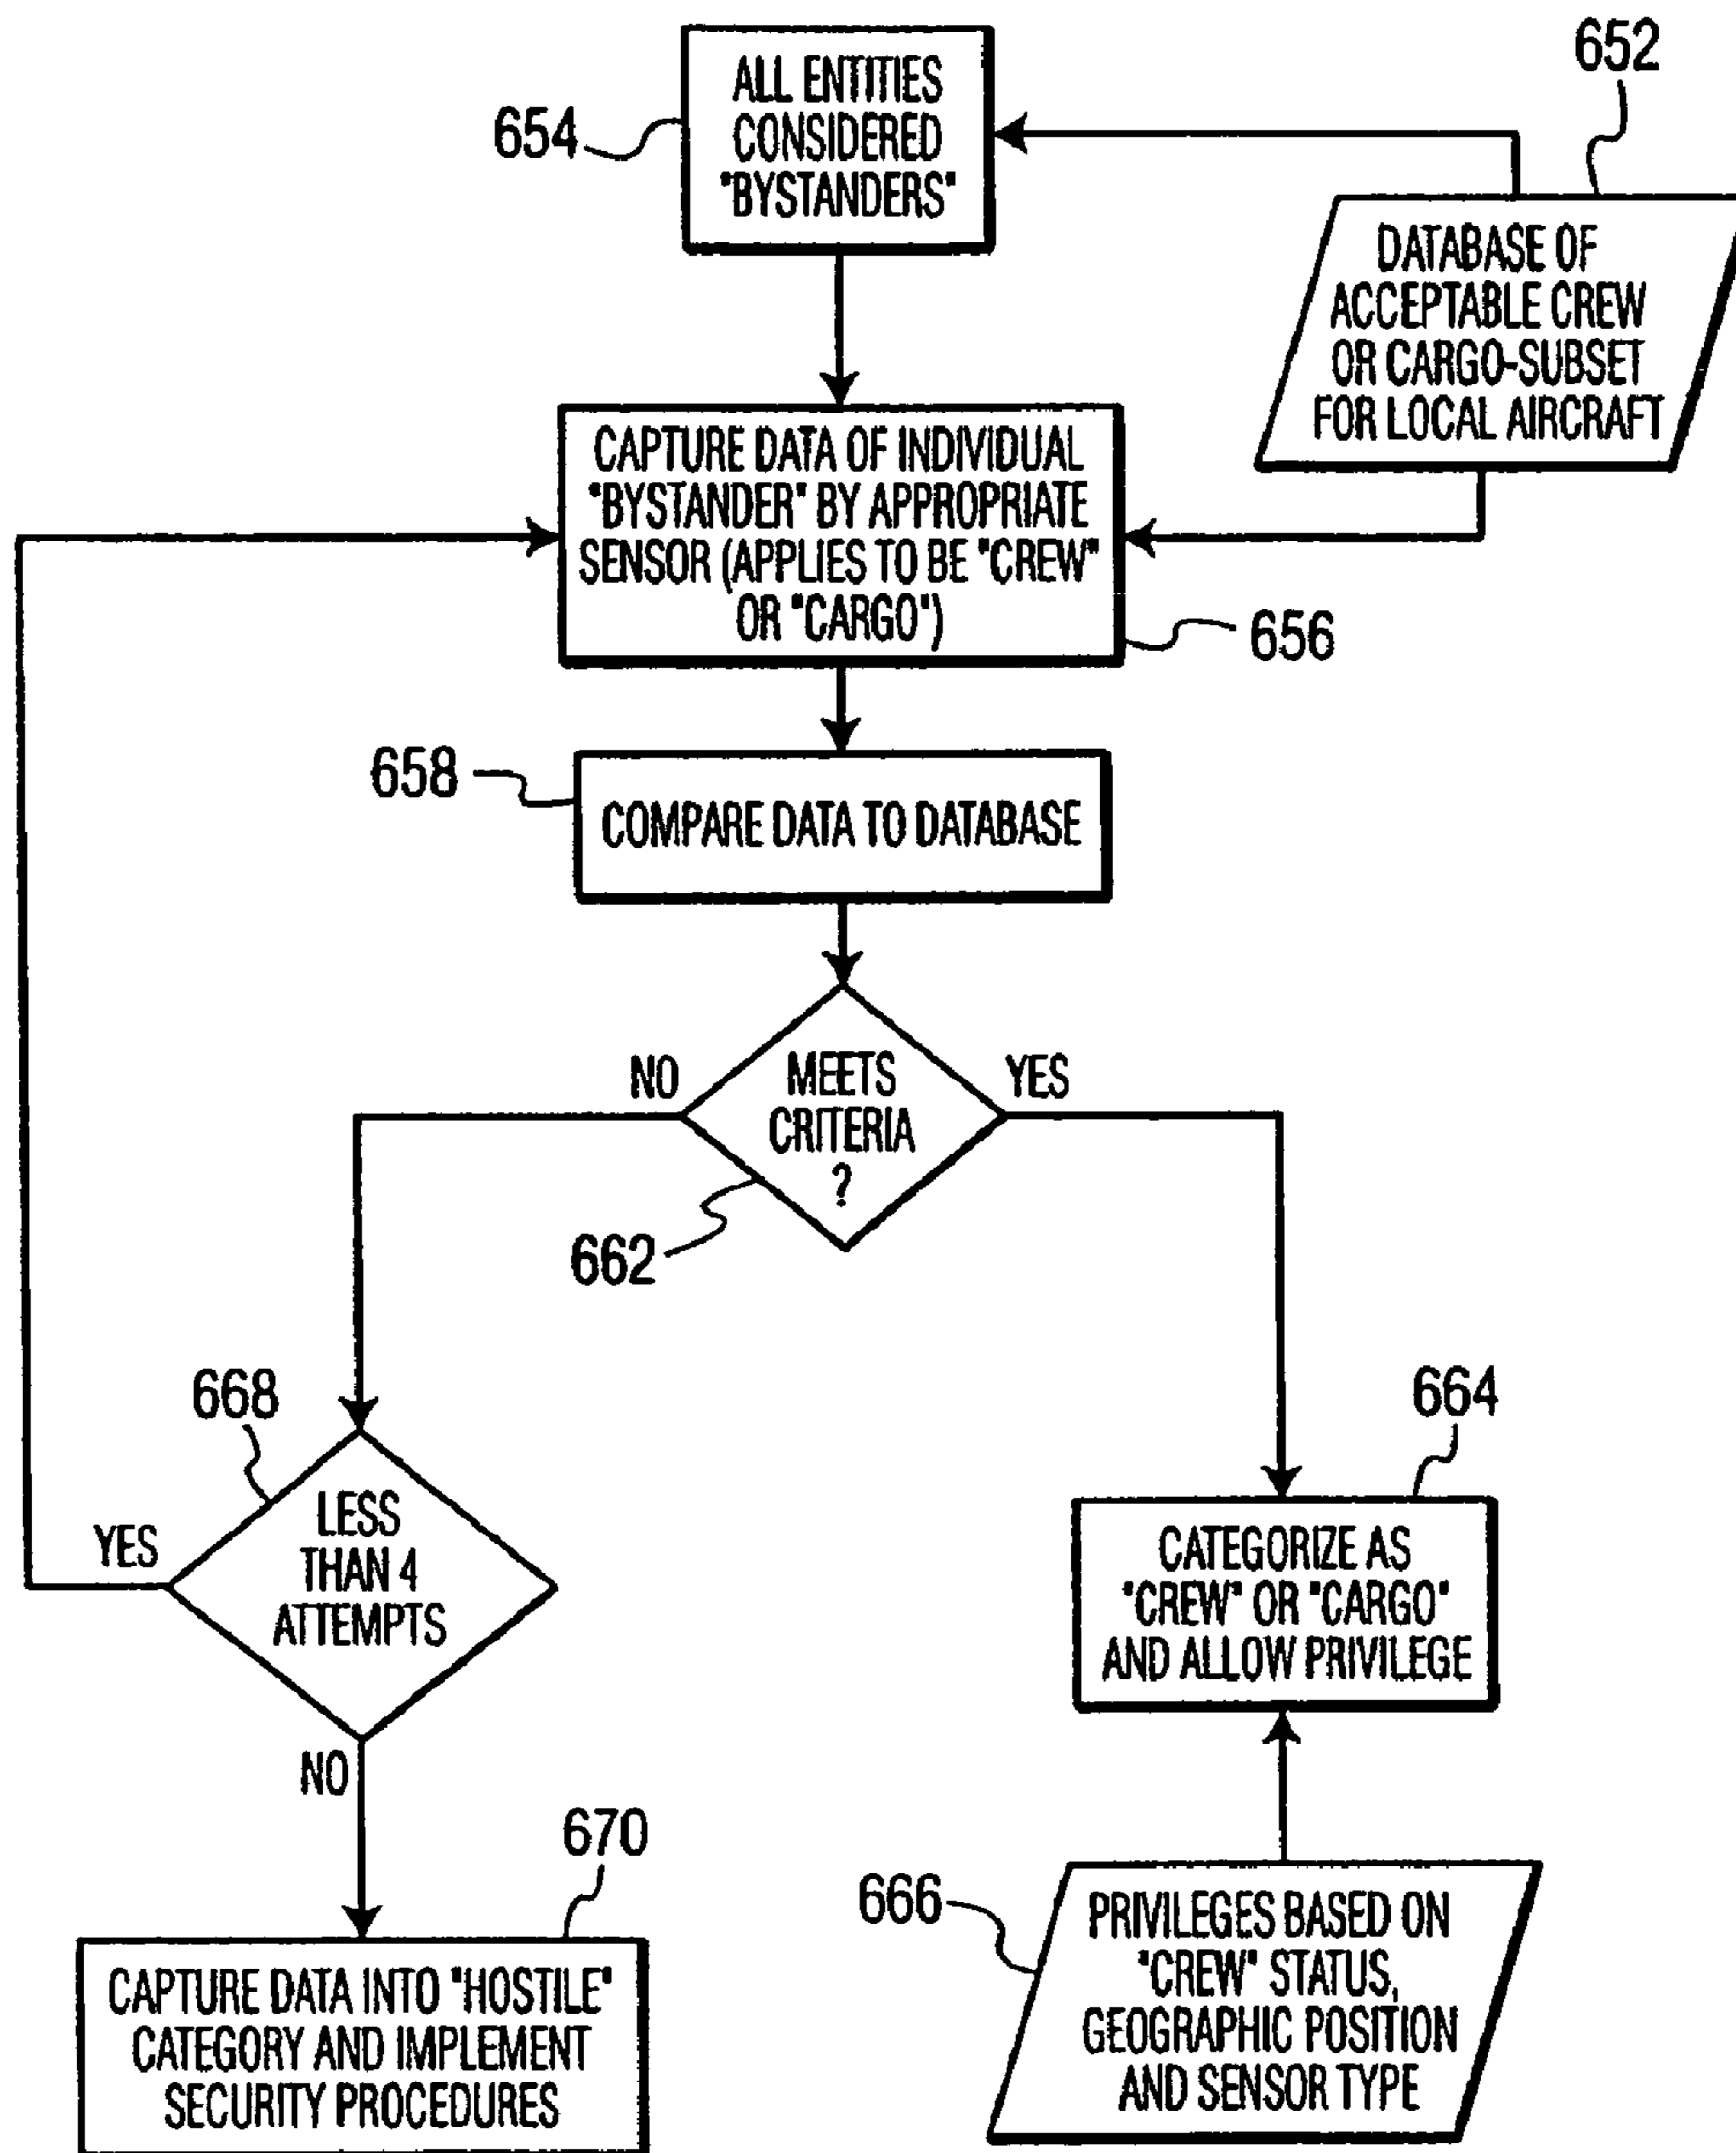 652
ALL ENTITIES
CONSIDERED
"BYSTANDERS"
654
DATABASE OF
ACCEPTABLE CREW
OR CARGO-SUBSET
FOR LOCAL AIRCRAFT
CAPTURE DATA OF INDIVIDUAL
"BYSTANDER" BY APPROPRIATE
SENSOR (APPLIES TO BE "CREW"
OR "CARGO")
656
658
COMPARE DATA TO DATABASE
NO
MEETS
CRITERIA
?
YES
662
668
LESS
THAN 4
ATTEMPTS
YES
NO
664
CATEGORIZE AS
"CREW" OR "CARGO"
AND ALLOW PRIVILEGE
670
CAPTURE DATA INTO "HOSTILE"
CATEGORY AND IMPLEMENT
SECURITY PROCEDURES
666
PRIVILEGES BASED ON
"CREW" STATUS,
GEOGRAPHIC POSITION
AND SENSOR TYPE